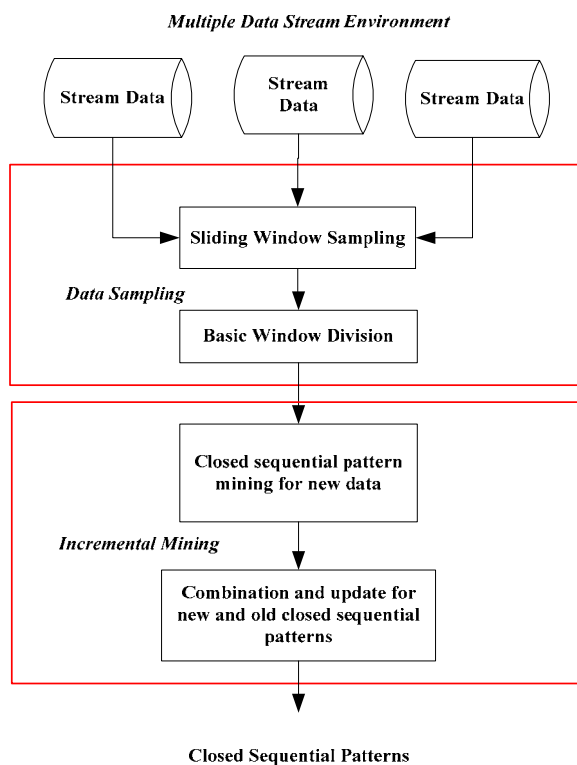 Multiple Data Stream Environment
Stream Data
Stream
Data
Stream Data
Sliding Window Sampling
Data Sampling
Basic Window Division
Closed sequential pattern
mining for new data
Incremental Mining
Combination and update for
new and old closed sequential
patterns
Closed Sequential Patterns